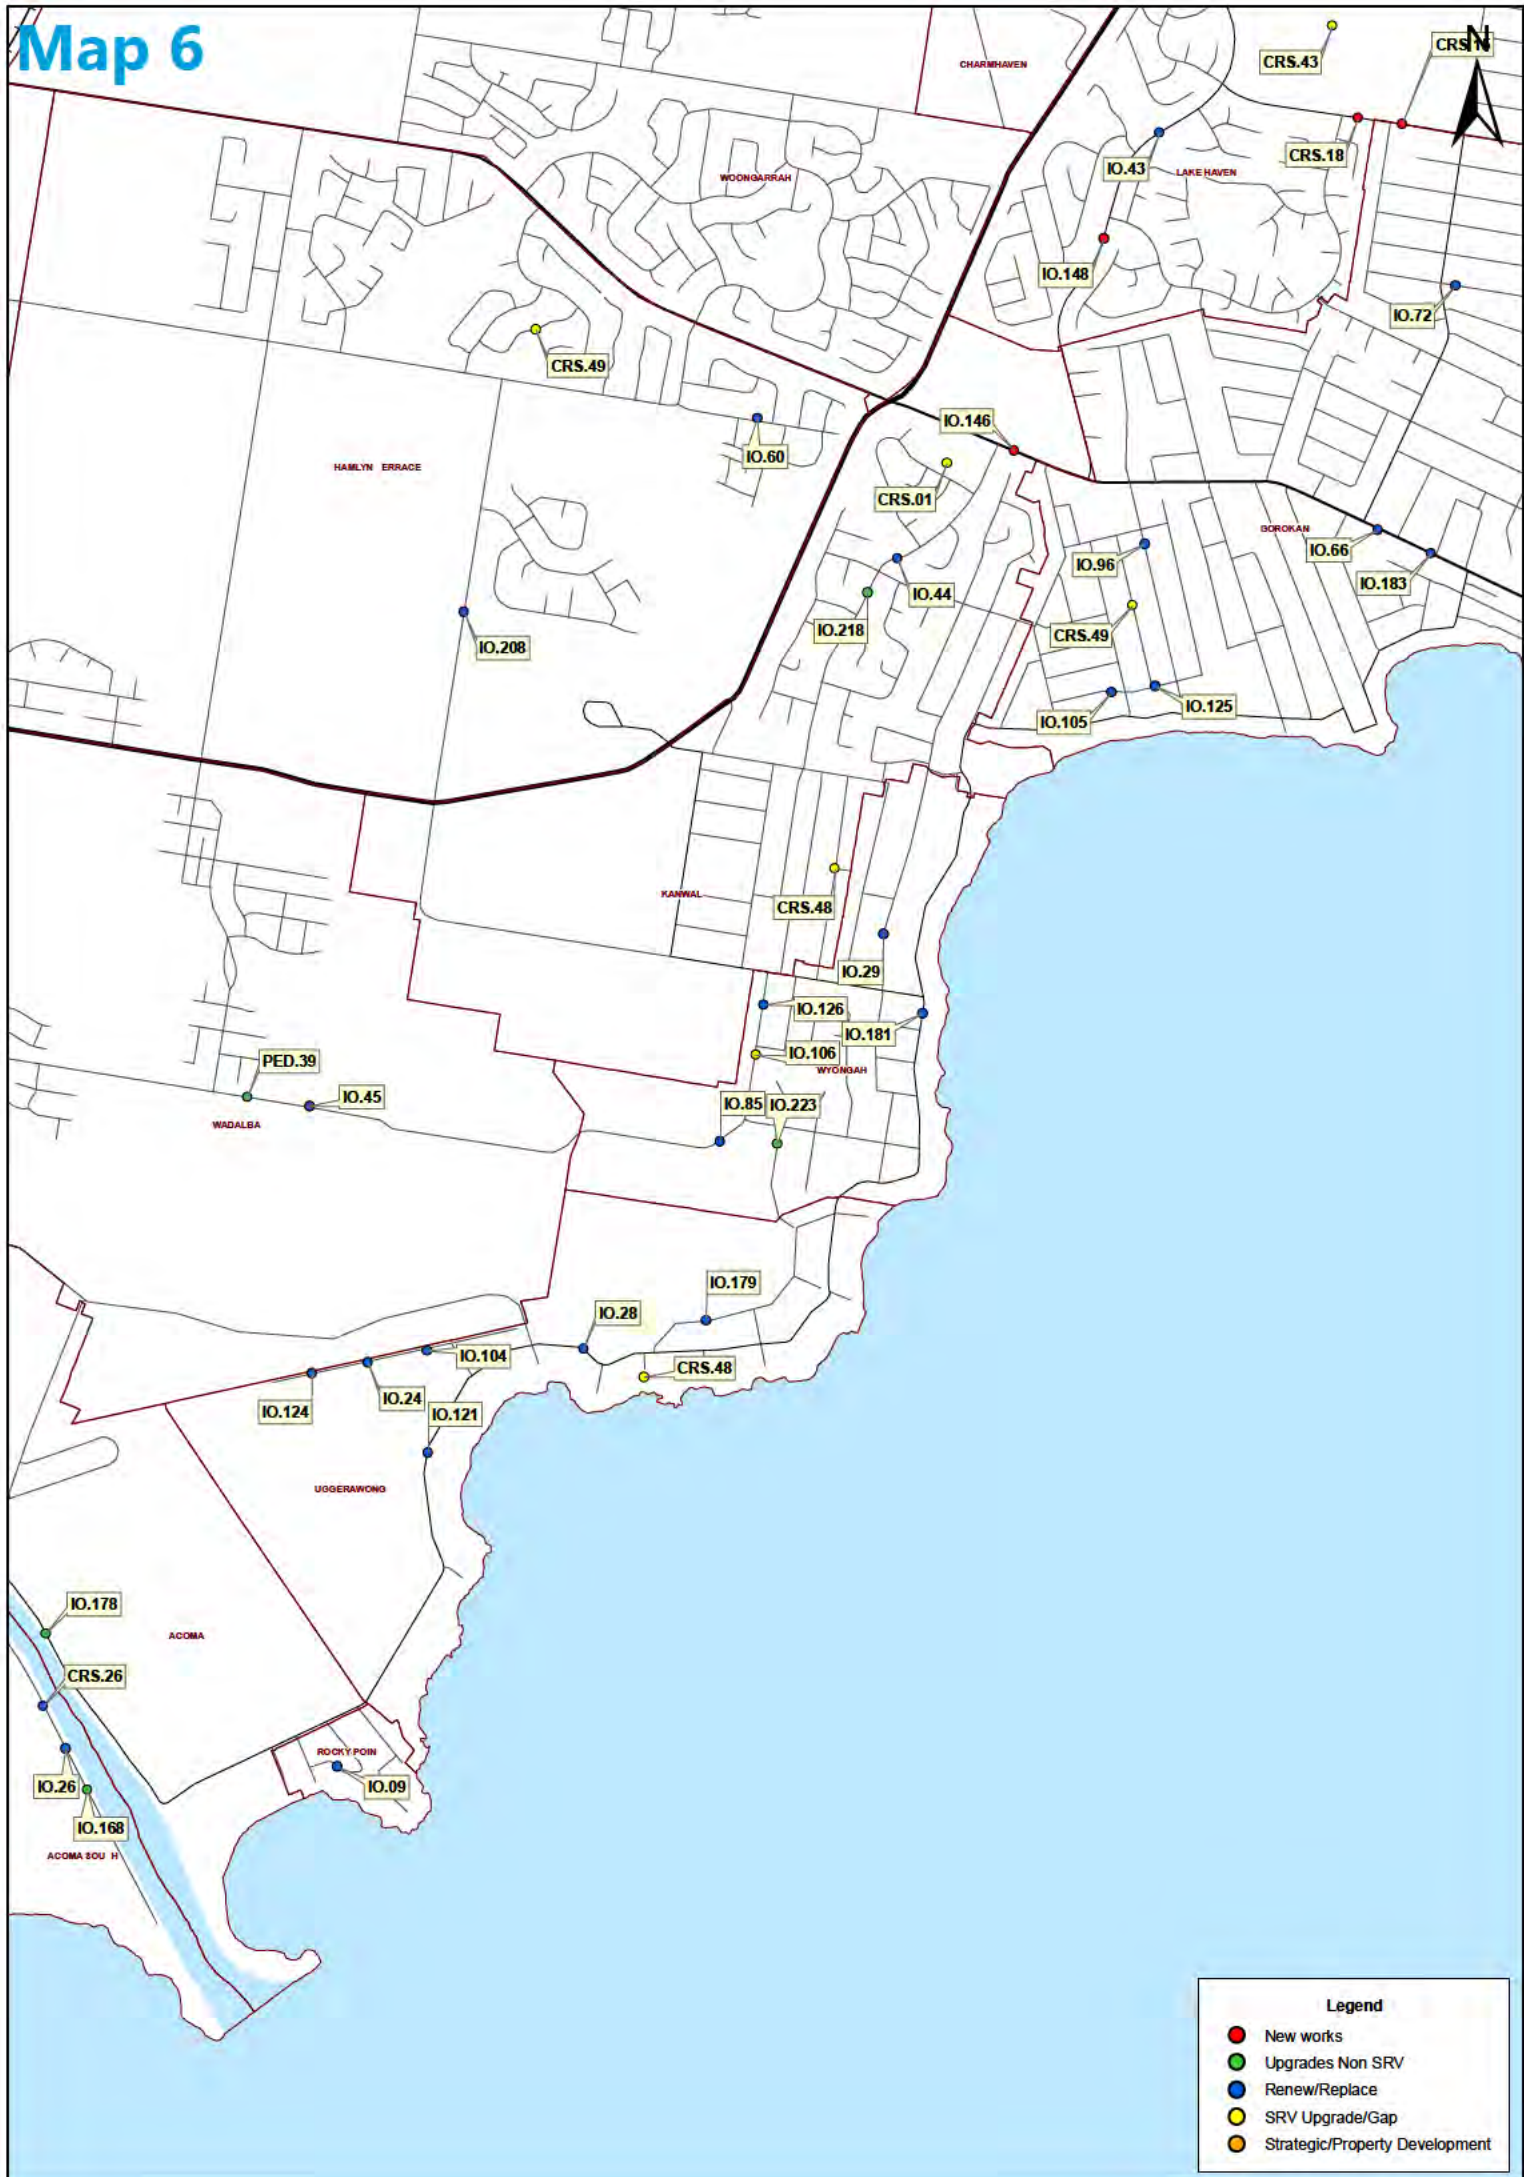 Map 6
N
CHARMHAVEN
CRS.43
CRS.18
IO.43
LAKE HAVEN
WOONGARRAH
IO.148
IO.72
CRS.49
IO.146
IO.60
HAMLYN ERRACE
CRS.01
GOROKAN
IO.66
IO.96
IO.183
IO.44
IO.218
CRS.49
IO.208
IO.125
IO.105
KANWAL
CRS.48
IO.29
IO.126
IO.181
IO.106
WYONGAH
PED.39
IO.45
IO.85
IO.223
WADALBA
IO.179
IO.28
IO.104
CRS.48
IO.24
IO.124
IO.121
UGGERAWONG
IO.178
ACOMA
CRS.26
ROCKY POIN
IO.26
IO.09
IO.168
ACOMA SOU H
Legend
New works
Upgrades Non SRV
Renew/Replace
SRV Upgrade/Gap
Strategic/Property Development